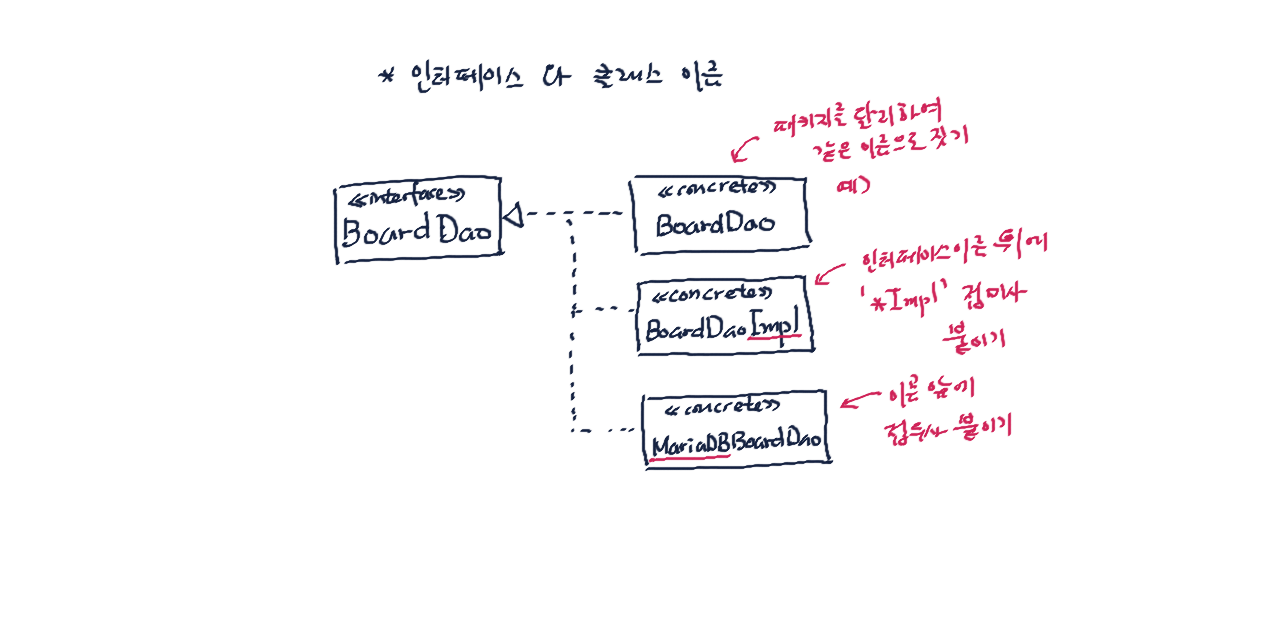 * 인터페이스 와 클래스 이름
패키지를 달리하여
같은 이름으로 짓기
예)
<<interface>>
BoardDao
<<concrete>>
BoardDao
인터페이스이름 뒤에
'*Impl' 접미사
붙이기
<<concrete>>
BoardDaoImpl
이름 앞에
접두사 붙이기
<<concrete>>
MariaDBBoardDao